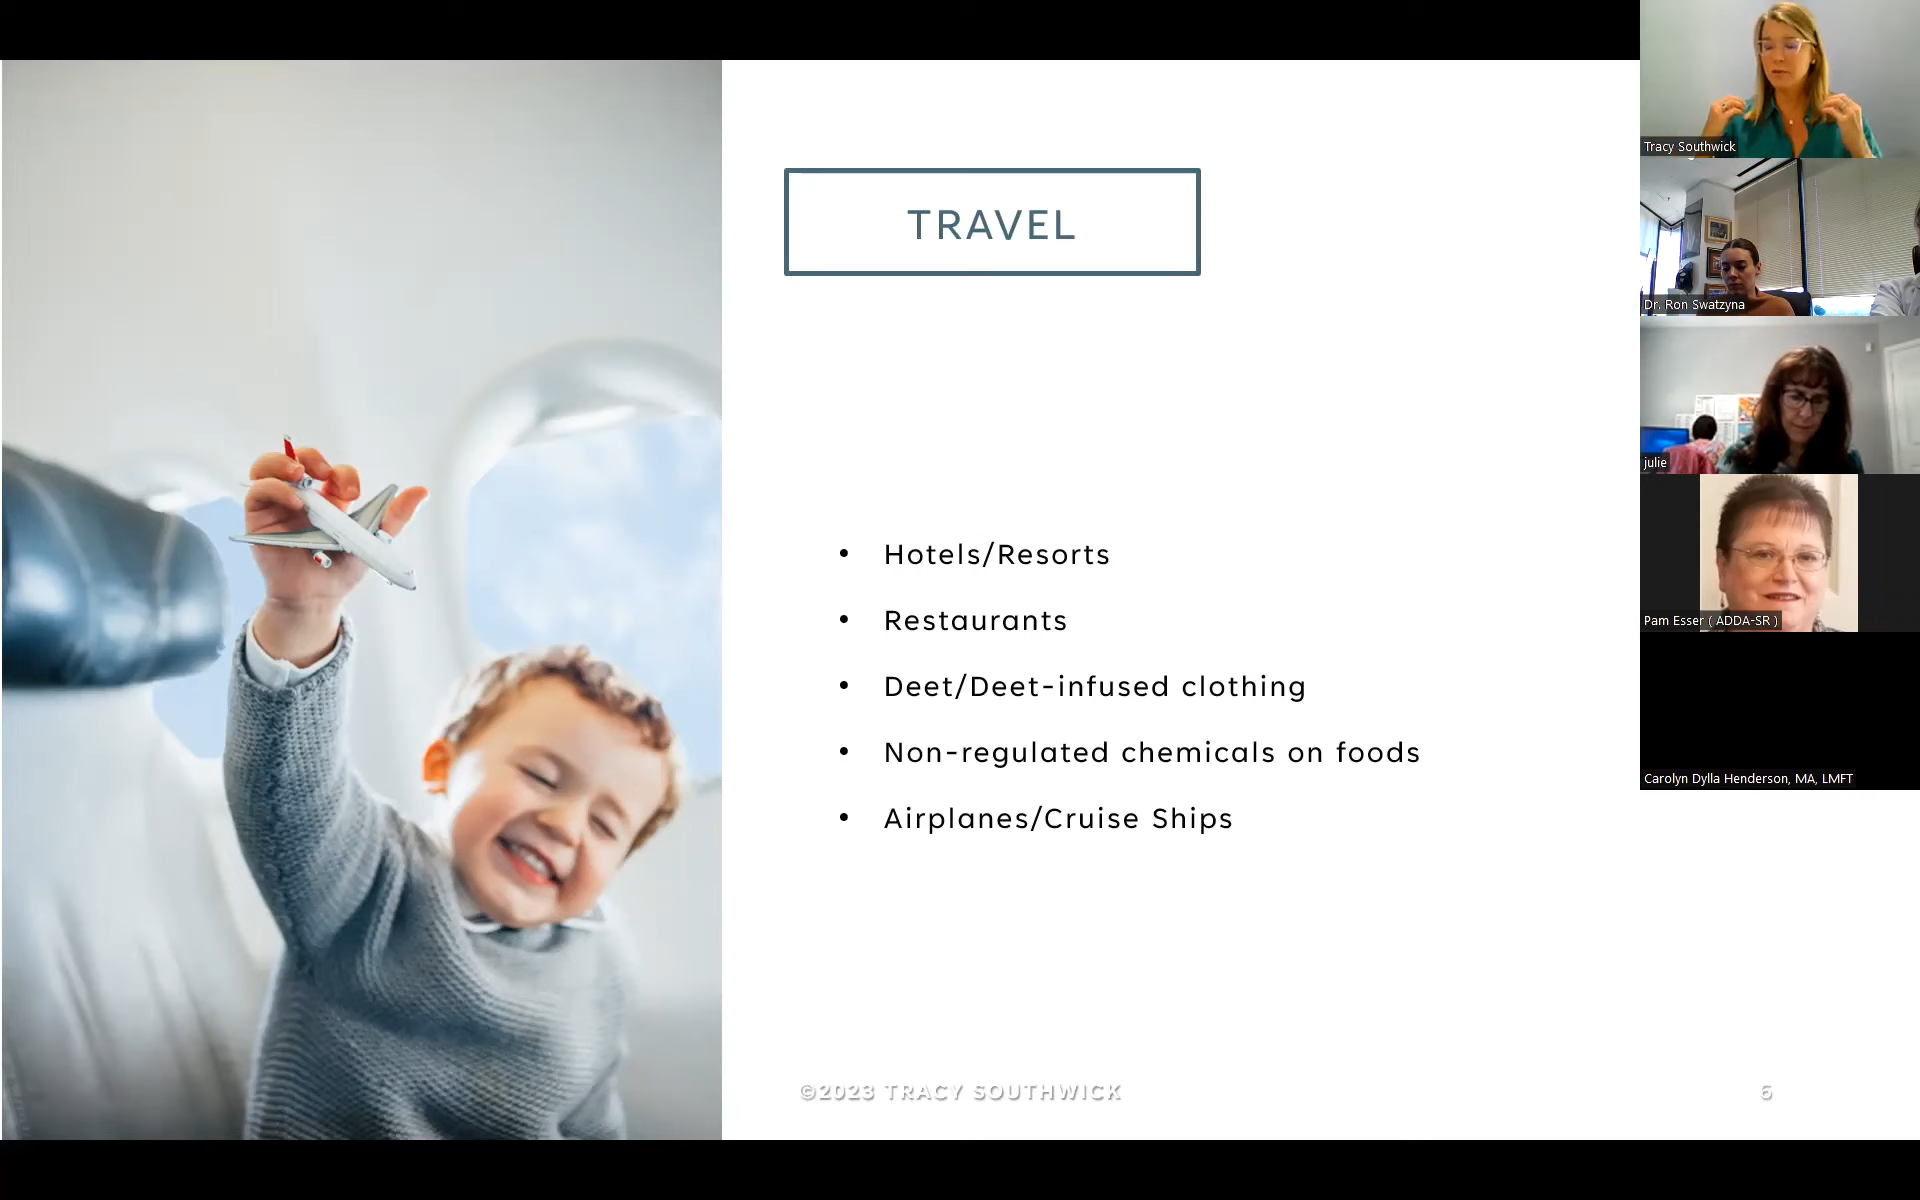 TRAVEL
• Hotels/Resorts
• Restaurants
• Deet/Deet-infused clothing
• Non-regulated chemicals on foods
• Airplanes/Cruise Ships
©2023 TRACY SOUTHWICK
6
Tracy Southwick
Dr. Ron Swatzyna
julie
Pam Esser ( ADDA-SR )
Carolyn Dylla Henderson, MA, LMFT